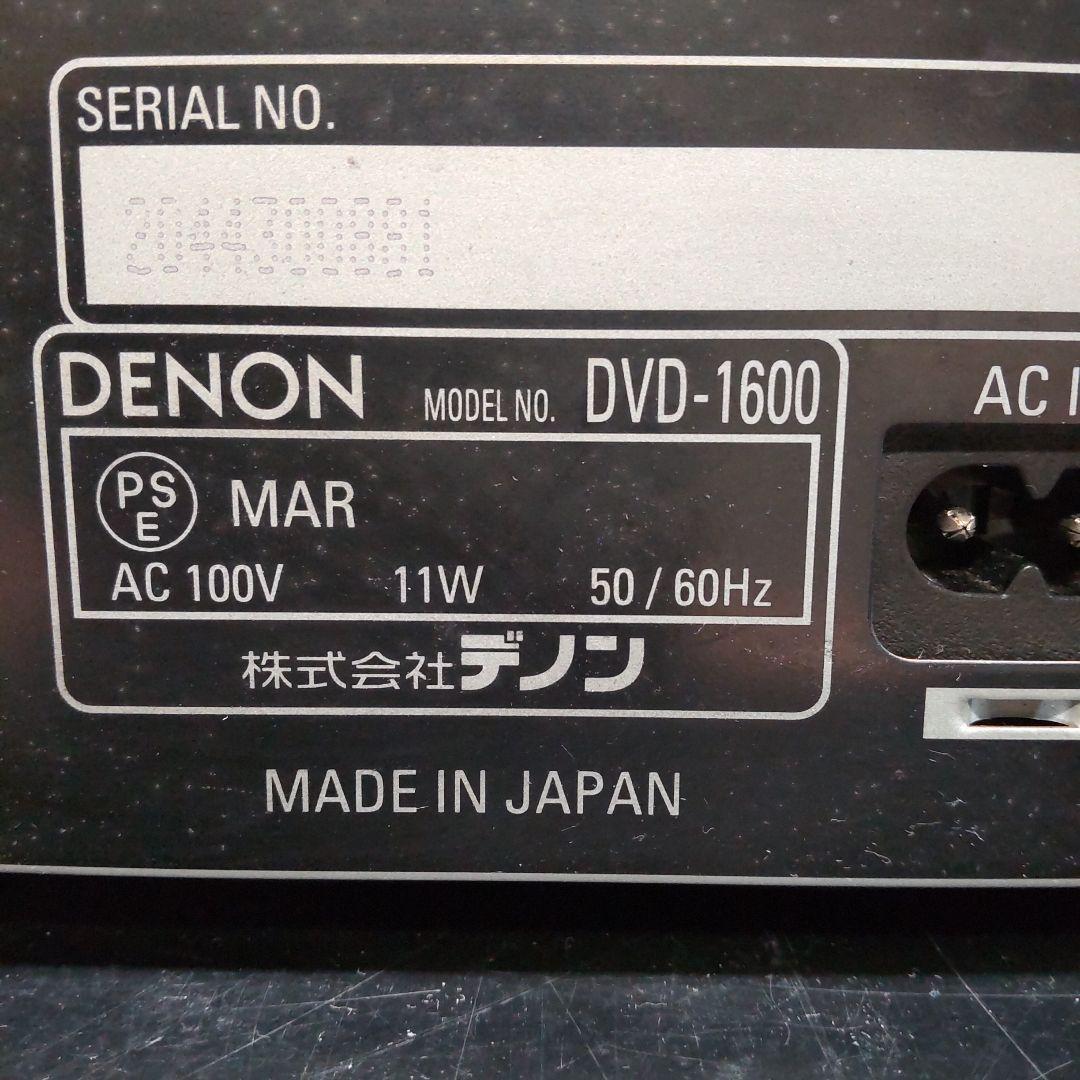 SERIAL NO.
DENON MODEL NO. DVD-1600
AC I
PSE MAR
AC 100V 11W 50 / 60Hz
株式会社デノン
MADE IN JAPAN